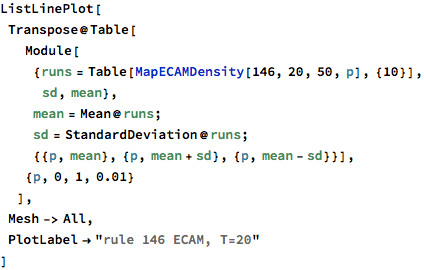 ListLinePlot[
Transpose@Table[
Module[
{runs = Table[MapECAMDensity[146, 20, 50, p], {10}],
sd, mean},
mean = Mean@runs;
sd = StandardDeviation@runs;
{{p, mean}, {p, mean + sd}, {p, mean - sd}}],
{p, 0, 1, 0.01}
],
Mesh -> All,
PlotLabel → "rule 146 ECAM, T=20"
]